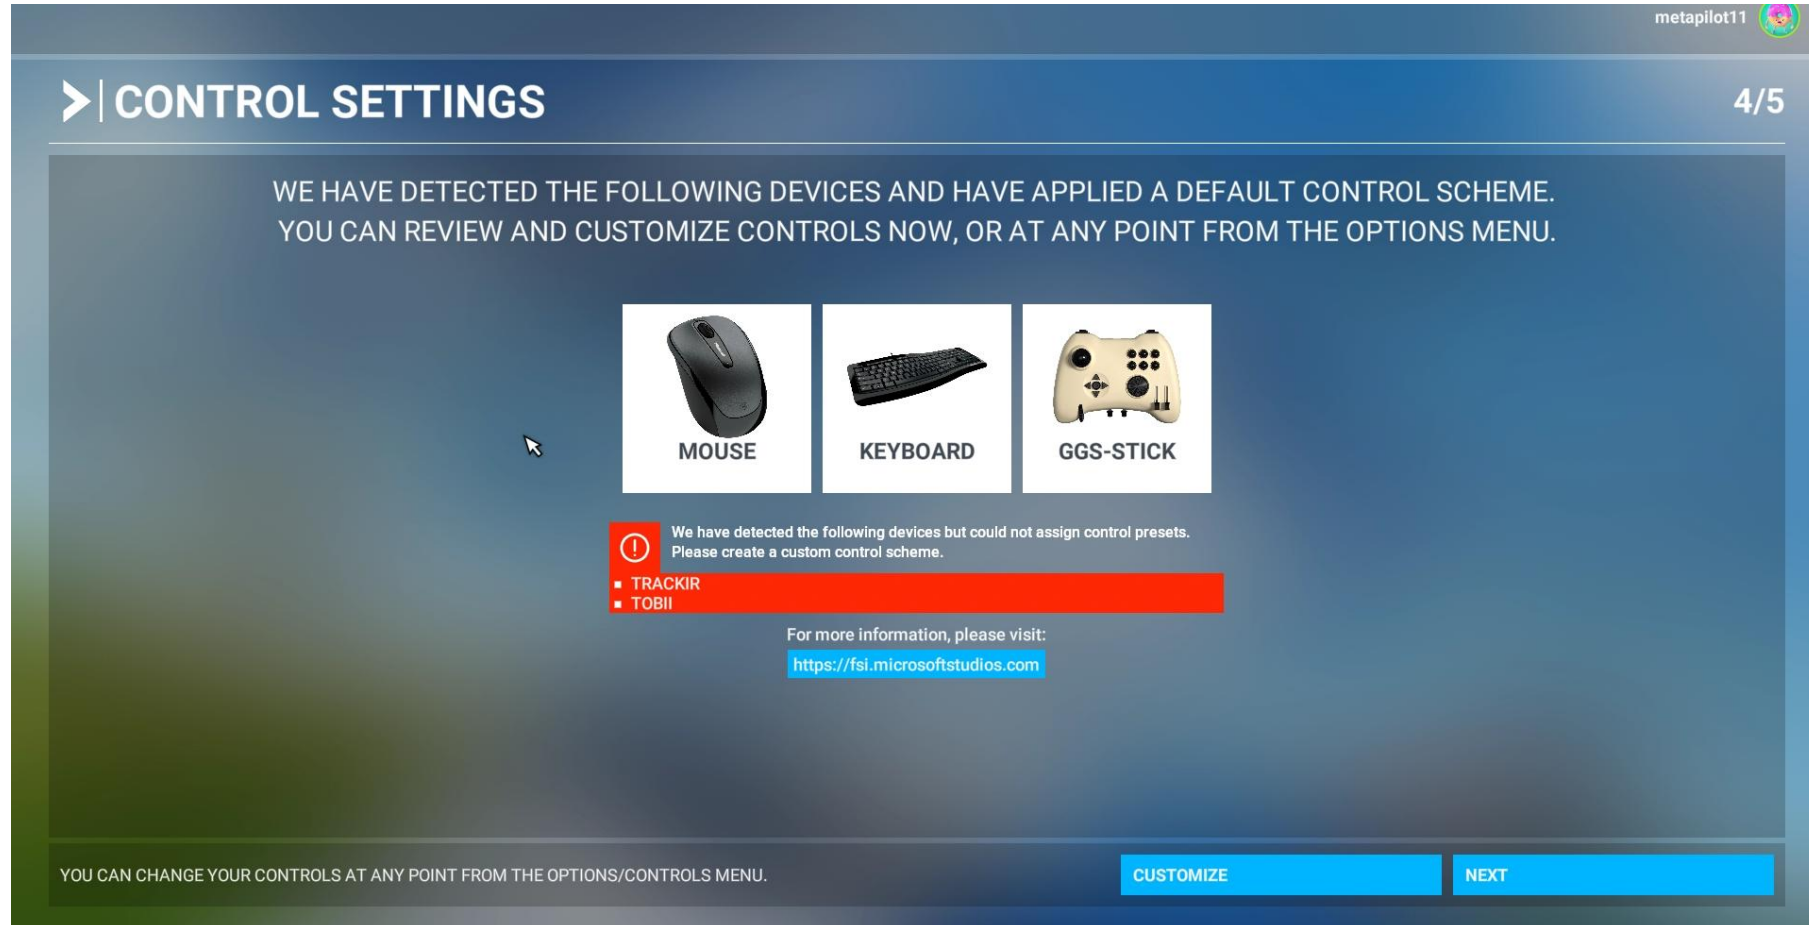 metapilot11
CONTROL SETTINGS
4/5
WE HAVE DETECTED THE FOLLOWING DEVICES AND HAVE APPLIED A DEFAULT CONTROL SCHEME.
YOU CAN REVIEW AND CUSTOMIZE CONTROLS NOW, OR AT ANY POINT FROM THE OPTIONS MENU.
MOUSE
KEYBOARD
GGS-STICK
We have detected the following devices but could not assign control presets.
Please create a custom control scheme.
TRACKIR
TOBII
For more information, please visit:
https://fsi.microsoftstudios.com
YOU CAN CHANGE YOUR CONTROLS AT ANY POINT FROM THE OPTIONS/CONTROLS MENU.
CUSTOMIZE
NEXT